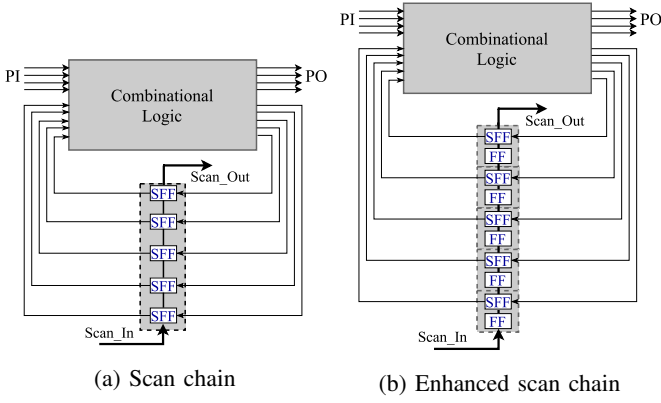 PI
PO
Combinational
Logic
Scan_Out
SFF
SFF
SFF
SFF
SFF
Scan_In
(a) Scan chain
PI
PO
Combinational
Logic
Scan_Out
SFF
FF
SFF
FF
SFF
FF
SFF
FF
SFF
FF
Scan_In
(b) Enhanced scan chain